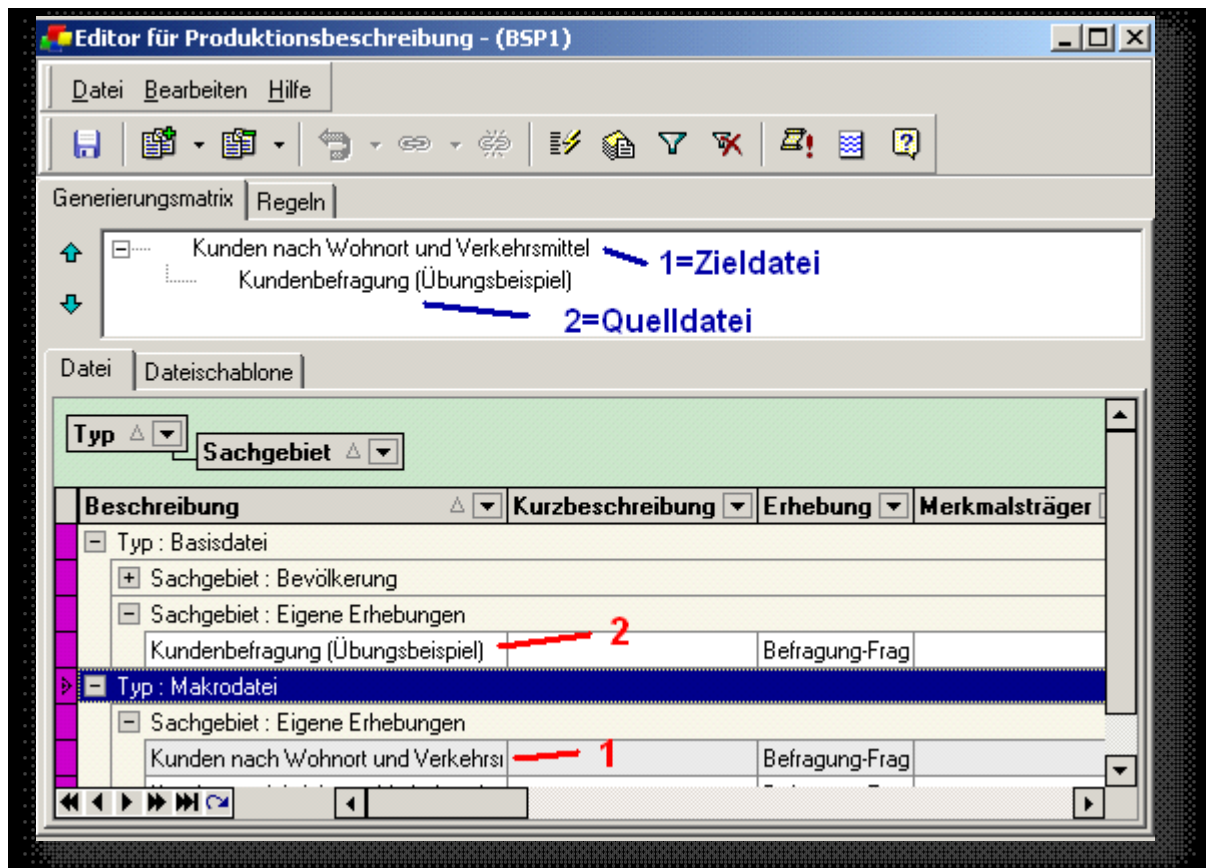 Editor für Produktionsbeschreibung - (BSP1)
Datei Bearbeiten Hilfe
Generierungsmatrix Regeln
Kunden nach Wohnort und Verkehrsmittel
1=Zieldatei
Kundenbefragung (Übungsbeispiel)
2=Quelldatei
Datei Dateischablone
Typ
Sachgebiet
Beschreibung Kurzbeschreibung Erhebung Merkmalsträger
Typ : Basisdatei
Sachgebiet : Bevölkerung
Sachgebiet : Eigene Erhebungen
Kundenbefragung (Übungsbeispiel) 2 Befragung-Frag
Typ : Makrodatei
Sachgebiet : Eigene Erhebungen
Kunden nach Wohnort und Verkehrs 1 Befragung-Frag